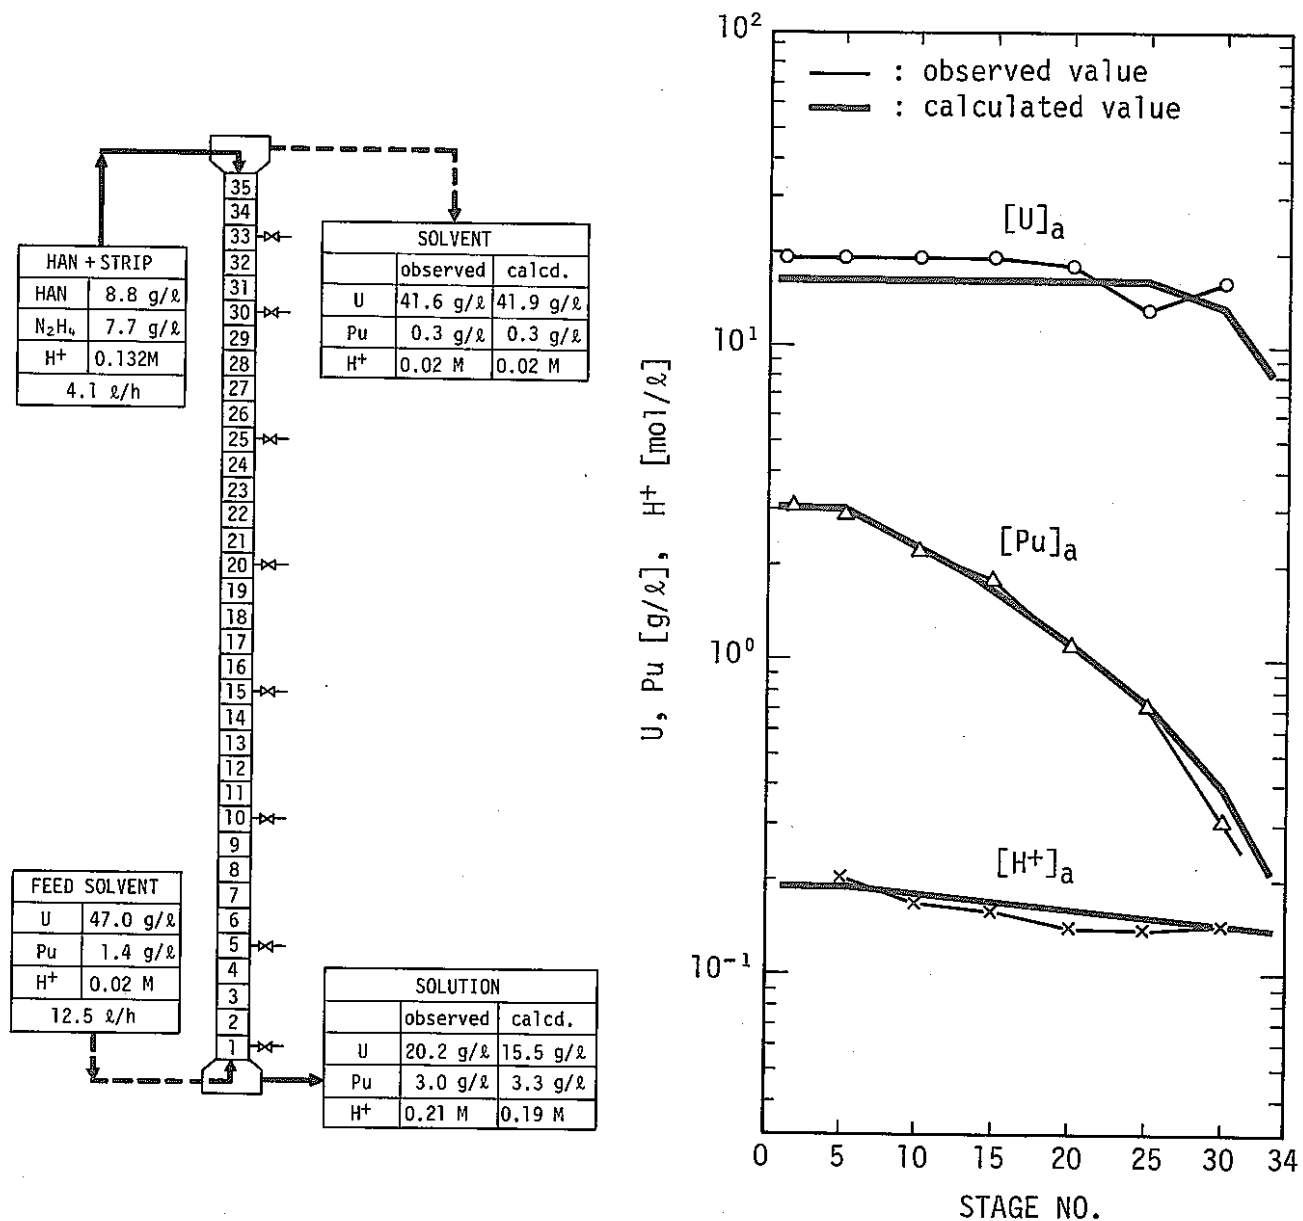 35
34
33
32
31
30
29
28
27
26
25
24
23
22
21
20
19
18
17
16
15
14
13
12
11
10
9
8
7
6
5
4
3
2
1
HAN + STRIP
HAN 8.8 g/ℓ
N₂H₄ 7.7 g/ℓ
H⁺ 0.132M
4.1 ℓ/h
SOLVENT
observed calcd.
U 41.6 g/ℓ 41.9 g/ℓ
Pu 0.3 g/ℓ 0.3 g/ℓ
H⁺ 0.02 M 0.02 M
FEED SOLVENT
U 47.0 g/ℓ
Pu 1.4 g/ℓ
H⁺ 0.02 M
12.5 ℓ/h
SOLUTION
observed calcd.
U 20.2 g/ℓ 15.5 g/ℓ
Pu 3.0 g/ℓ 3.3 g/ℓ
H⁺ 0.21 M 0.19 M
U, Pu [g/ℓ], H⁺ [mol/ℓ]
10²
10¹
10⁰
10⁻¹
: observed value
: calculated value
[U]a
[Pu]a
[H⁺]a
0 5 10 15 20 25 30 34
STAGE NO.